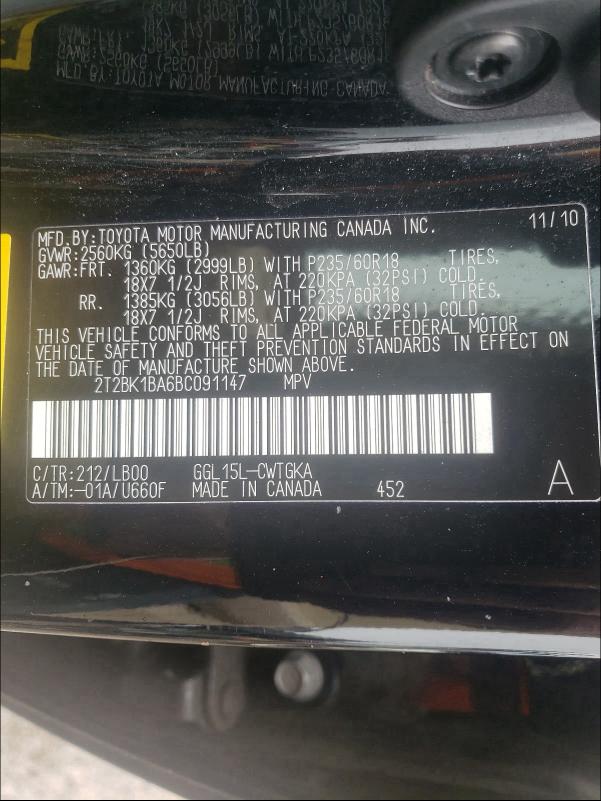 MFD.BY:TOYOTA MOTOR MANUFACTURING CANADA INC. 11/10
GVWR:2560KG (5650LB)
GAWR:FRT. 1360KG (2999LB) WITH P235/60R18 TIRES,
18X7 1/2J RIMS, AT 220KPA (32PSI) COLD.
RR. 1385KG (3056LB) WITH P235/60R18 TIRES,
18X7 1/2J RIMS, AT 220KPA (32PSI) COLD.
THIS VEHICLE CONFORMS TO ALL APPLICABLE FEDERAL MOTOR
VEHICLE SAFETY AND THEFT PREVENTION STANDARDS IN EFFECT ON
THE DATE OF MANUFACTURE SHOWN ABOVE.
2T2BK1BA6BC091147 MPV
C/TR:212/LB00 GGL15L-CWTGKA
A/TM:-01A/U660F MADE IN CANADA 452 A